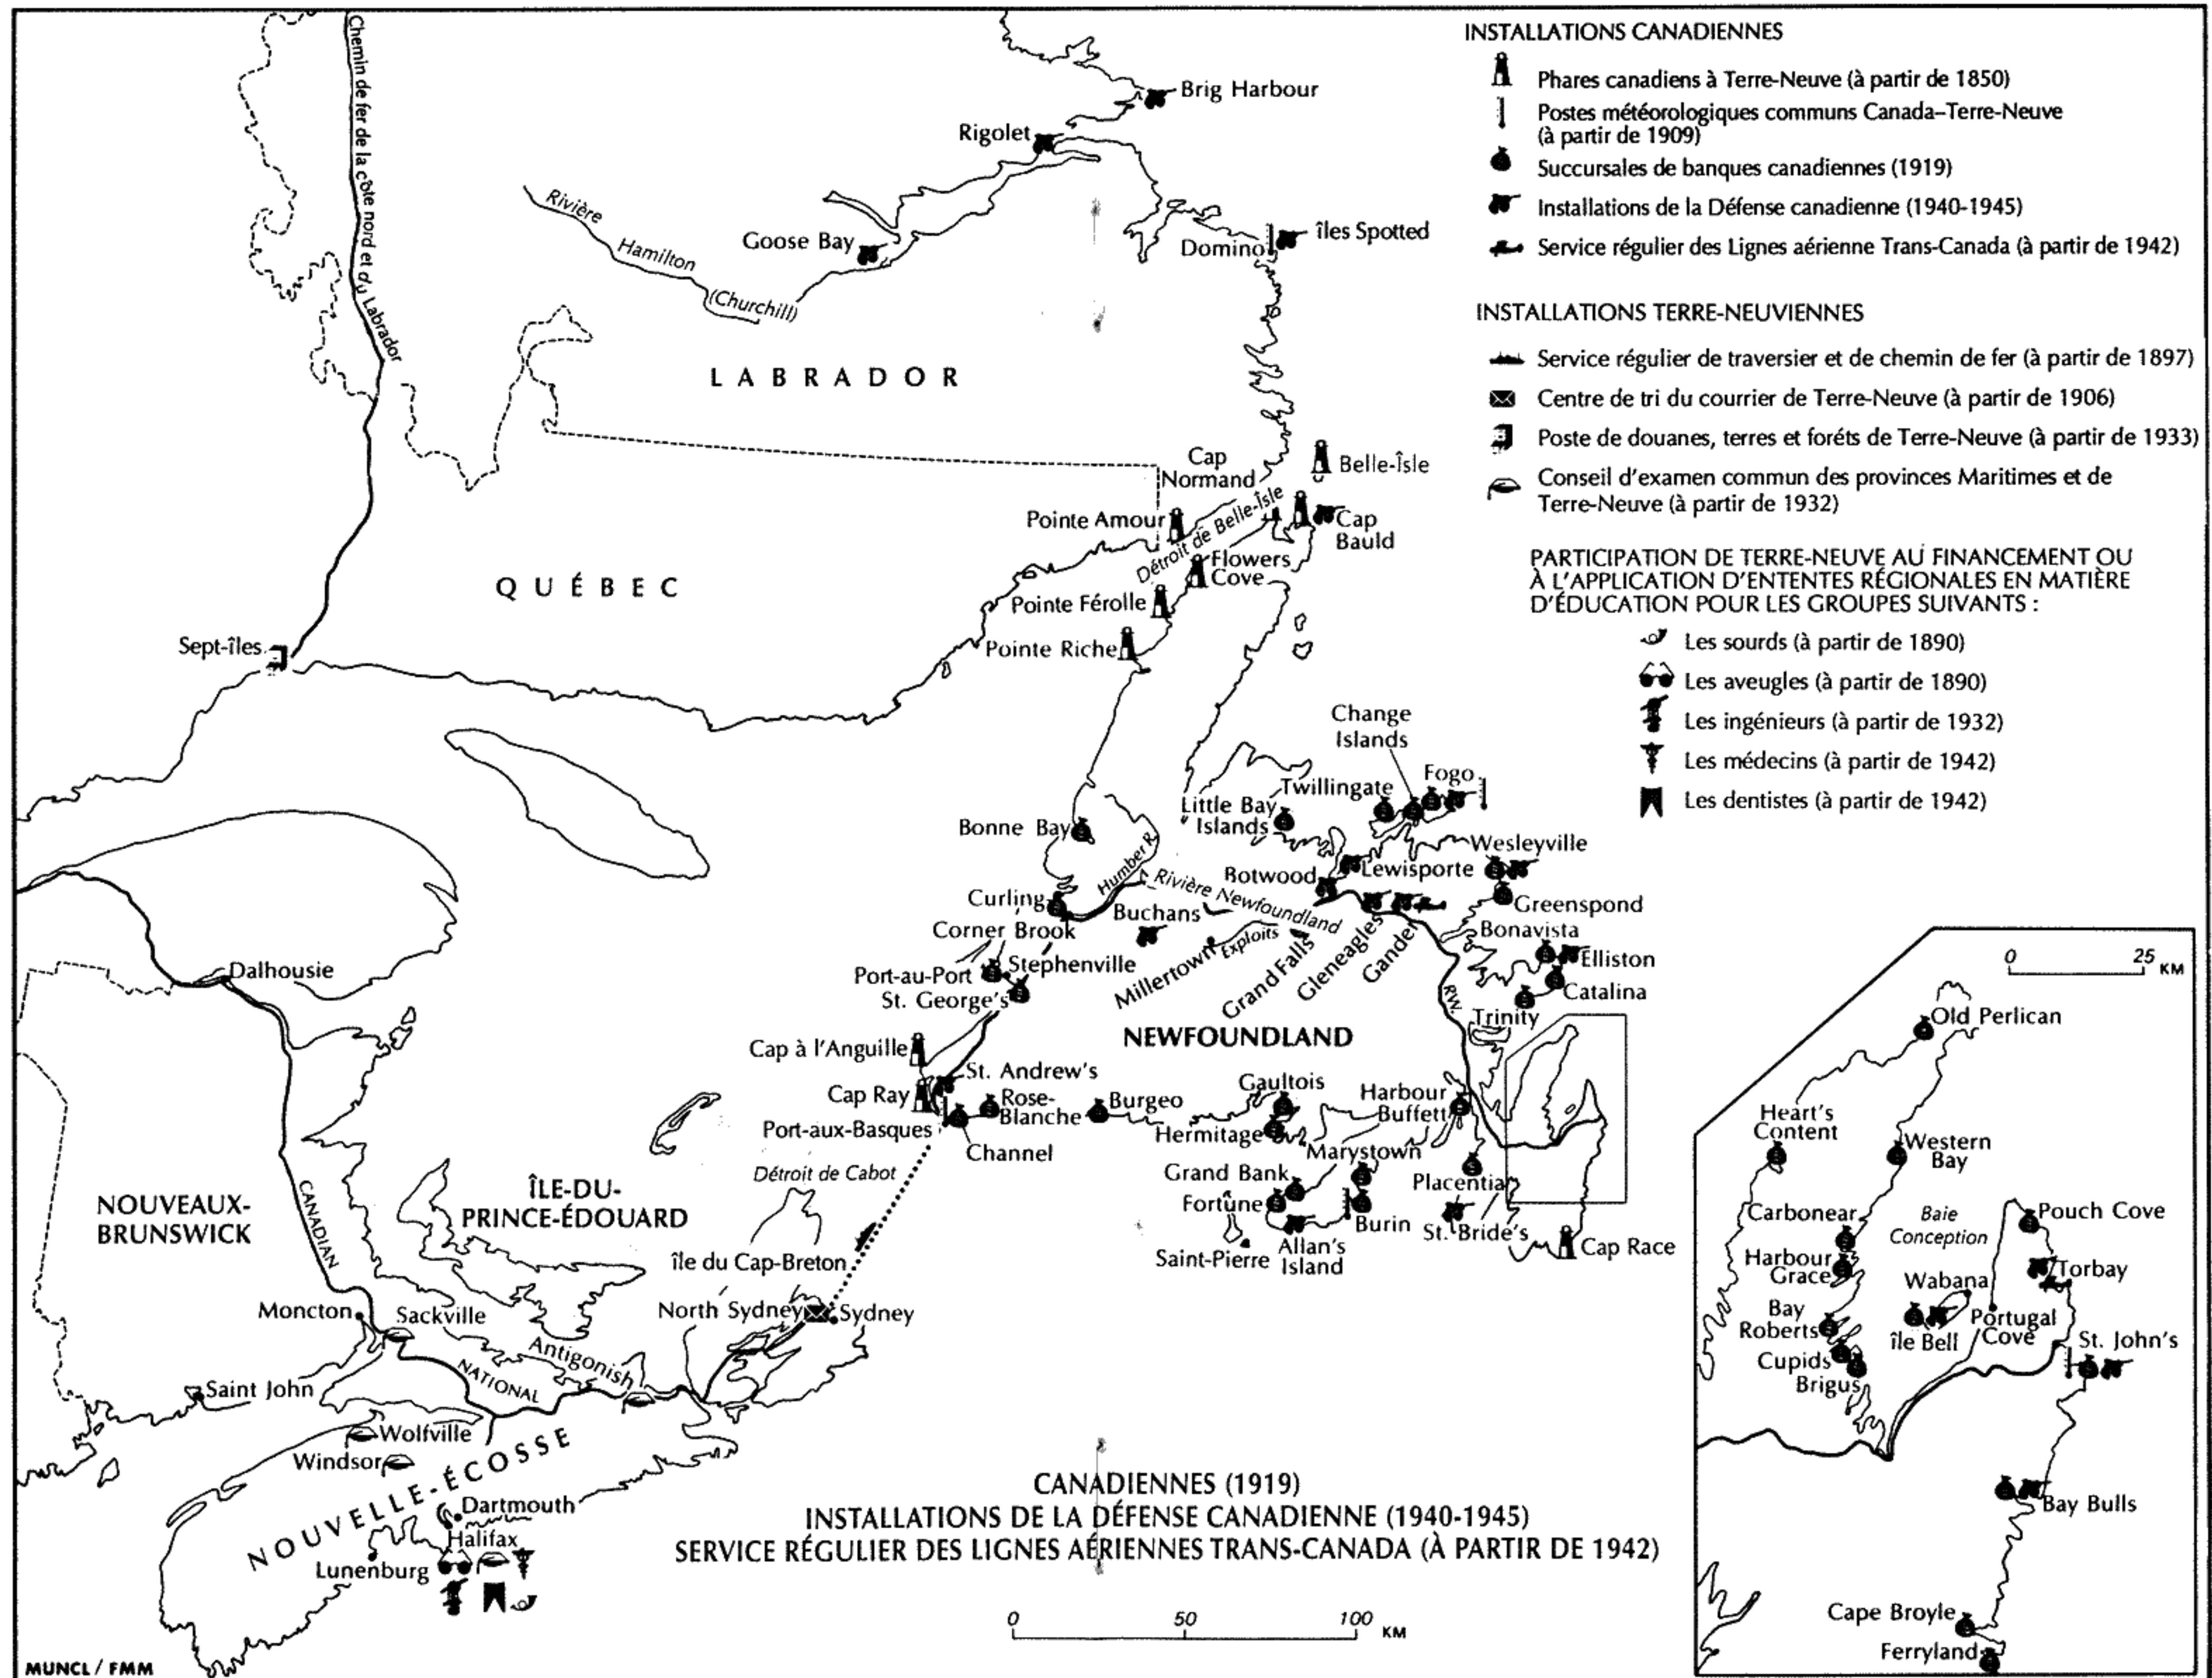 INSTALLATIONS CANADIENNES
Phares canadiens à Terre-Neuve (à partir de 1850)
Postes météorologiques communs Canada–Terre-Neuve
(à partir de 1909)
Succursales de banques canadiennes (1919)
Installations de la Défense canadienne (1940-1945)
Service régulier des Lignes aérienne Trans-Canada (à partir de 1942)
INSTALLATIONS TERRE-NEUVIENNES
Service régulier de traversier et de chemin de fer (à partir de 1897)
Centre de tri du courrier de Terre-Neuve (à partir de 1906)
Poste de douanes, terres et foréts de Terre-Neuve (à partir de 1933)
Conseil d'examen commun des provinces Maritimes et de
Terre-Neuve (à partir de 1932)
PARTICIPATION DE TERRE-NEUVE AU FINANCEMENT OU
À L'APPLICATION D'ENTENTES RÉGIONALES EN MATIÈRE
D'ÉDUCATION POUR LES GROUPES SUIVANTS :
Les sourds (à partir de 1890)
Les aveugles (à partir de 1890)
Les ingénieurs (à partir de 1932)
Les médecins (à partir de 1942)
Les dentistes (à partir de 1942)
Chemin de fer de la côte nord et du Labrador
Brig Harbour
Rigolet
Rivière
Hamilton
(Churchill)
Goose Bay
Domino
îles Spotted
LABRADOR
Cap
Normand
Belle-Îsle
Pointe Amour
Détroit de Belle-Îsle
Cap
Bauld
Flowers
Cove
QUÉBEC
Pointe Férolle
Pointe Riche
Sept-îles
Change
Islands
Fogo
Twillingate
Little Bay
Islands
Bonne Bay
Humber R.
Wesleyville
Lewisporte
Botwood
Rivière Newfoundland
Curling
Buchans
Greenspond
Corner Brook
Exploits
Bonavista
Port-au-Port
Stephenville
Elliston
St. George's
Millertown
Grand Falls
Gleneagles
Gander
Catalina
RW.
Trinity
NEWFOUNDLAND
Dalhousie
Cap à l'Anguille
St. Andrew's
Cap Ray
Rose-
Blanche
Burgeo
Gaultois
Harbour
Buffett
Port-aux-Basques
Channel
Hermitage
Marystown
Détroit de Cabot
Grand Bank
Placentia
Fortune
Burin
St. Bride's
Saint-Pierre
Allan's
Island
Cap Race
NOUVEAUX-
BRUNSWICK
CANADIAN
ÎLE-DU-
PRINCE-ÉDOUARD
île du Cap-Breton
North Sydney
Sydney
Moncton
Sackville
Antigonish
NATIONAL
Saint John
Wolfville
Windsor
NOUVELLE-ÉCOSSE
Dartmouth
Halifax
Lunenburg
CANADIENNES (1919)
INSTALLATIONS DE LA DÉFENSE CANADIENNE (1940-1945)
SERVICE RÉGULIER DES LIGNES AÉRIENNES TRANS-CANADA (À PARTIR DE 1942)
0 50 100 KM
MUNCL / FMM
0 25 KM
Old Perlican
Heart's
Content
Western
Bay
Carbonear
Baie
Conception
Pouch Cove
Harbour
Grace
Wabana
Torbay
Bay
Roberts
île Bell
Portugal
Cove
St. John's
Cupids
Brigus
Bay Bulls
Cape Broyle
Ferryland